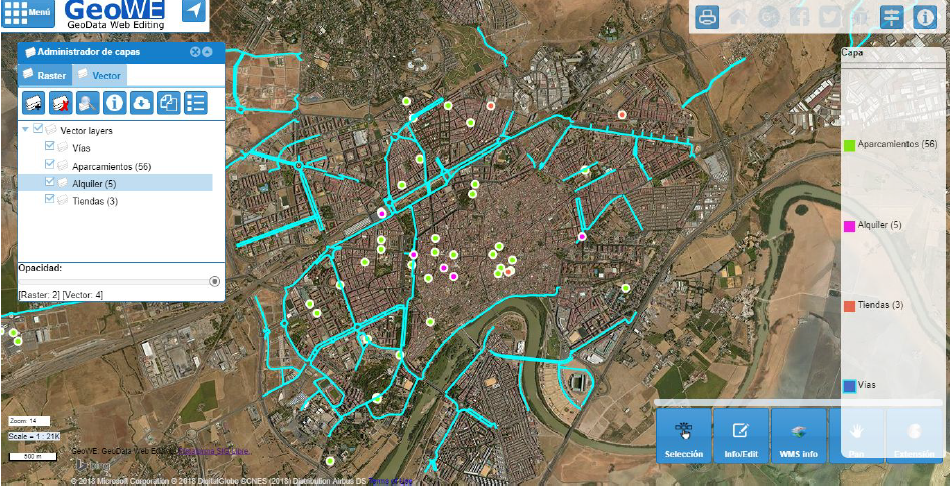 Menú
GeoWE
GeoData Web Editing
Administrador de capas
Raster
Vector
Vector layers
Vías
Aparcamientos (56)
Alquiler (5)
Tiendas (3)
Opacidad:
[Raster: 2] [Vector: 4]
Capa
Aparcamientos (56)
Alquiler (5)
Tiendas (3)
Vías
Zoom: 14
Scale = 1 : 21K
500 m
GeoWE. GeoData Web Editing
© 2018 Microsoft Corporation © 2018 DigitalGlobe ©CNES (2018) Distribution Airbus DS Terms of Use
Selección
Info/Edit
WMS info
Pan
Extensión